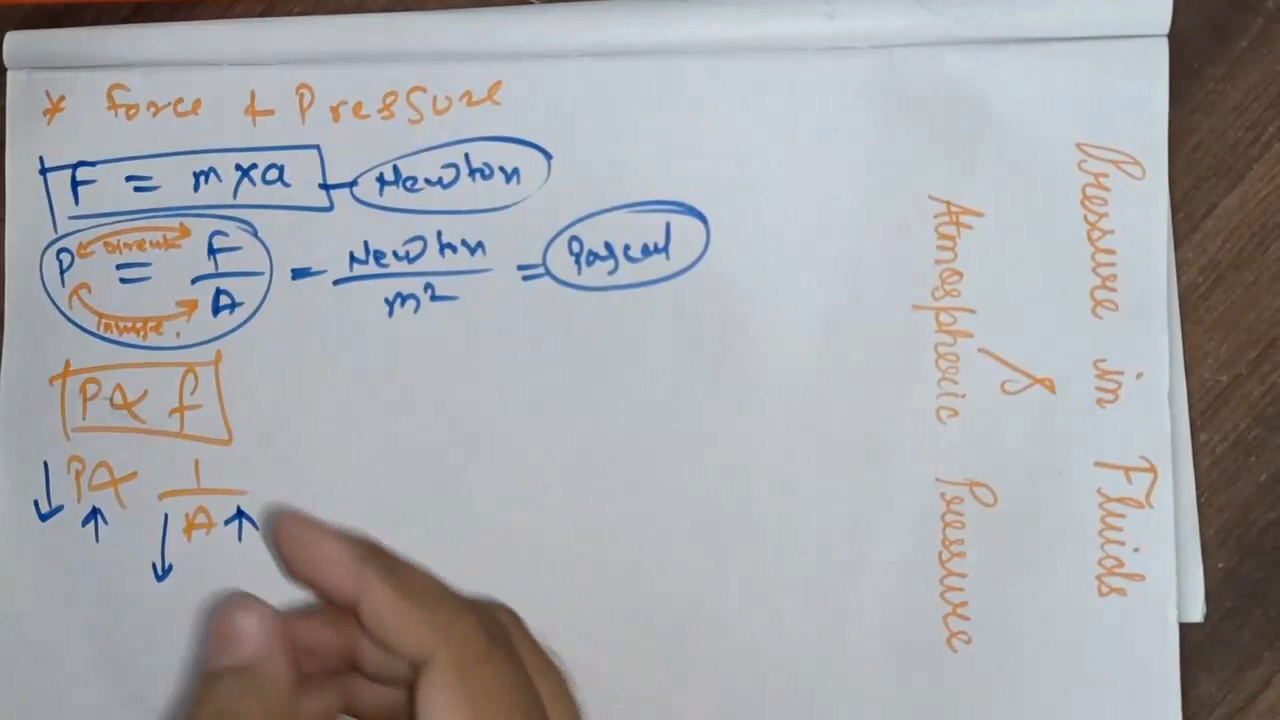 * Force & Pressure
F = m x a - Newton
P = F/A = Newton/m² = Pascal
Direct
Inverse.
P ∝ f
↓ P ∝ 1/A ↑
↑ ↓
Pressure in Fluids
&
Atmospheric Pressure